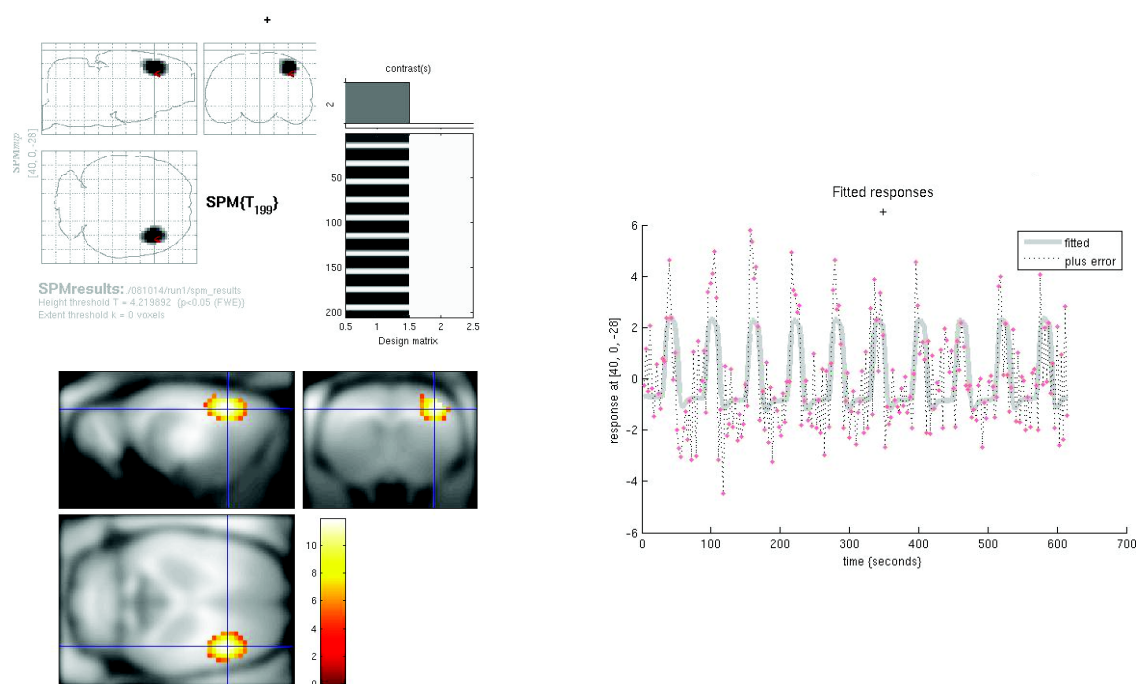 +
contrast(s)
2
SPMmip
[40, 0, -28]
SPM{T199}
50
100
150
200
0.5 1 1.5 2 2.5
Design matrix
SPMresults: /081014/run1/spm_results
Height threshold T = 4.219892 {p<0.05 (FWE)}
Extent threshold k = 0 voxels
10
8
6
4
2
0
Fitted responses
+
fitted
plus error
response at [40, 0, -28]
6
4
2
0
-2
-4
-6
0 100 200 300 400 500 600 700
time {seconds}